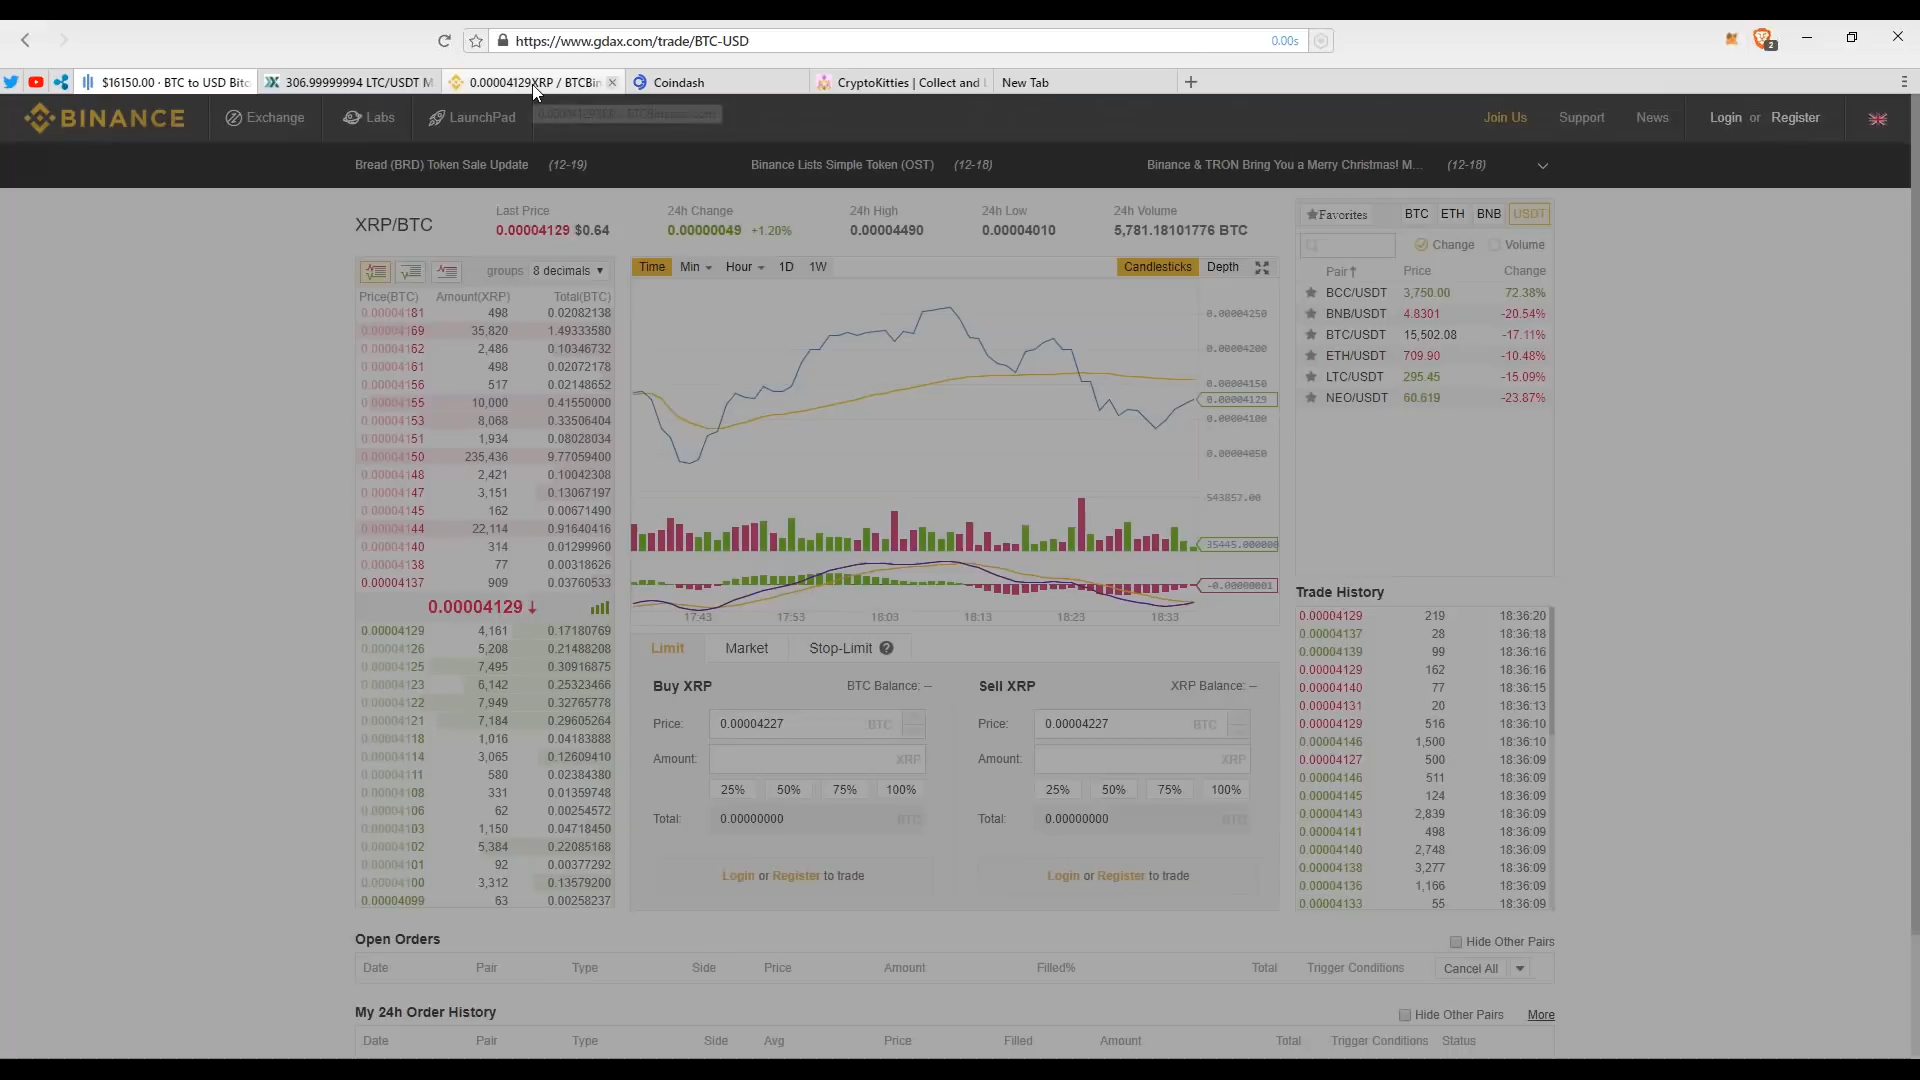 https://www.gdax.com/trade/BTC-USD 0.00s 2
$16150.00 · BTC to USD Bitc 306.99999994 LTC/USDT M 0.00004129XRP / BTCBin Coindash CryptoKitties | Collect and New Tab
BINANCE Exchange Labs LaunchPad Join Us Support News Login or Register
Bread (BRD) Token Sale Update (12-19) Binance Lists Simple Token (OST) (12-18) Binance & TRON Bring You a Merry Christmas! M... (12-18)
XRP/BTC
Last Price 24h Change 24h High 24h Low 24h Volume
0.00004129 $0.64 0.00000049 +1.20% 0.00004490 0.00004010 5,781.18101776 BTC
groups 8 decimals
Price(BTC) Amount(XRP) Total(BTC)
0.00004181 498 0.02082138
0.00004169 35,820 1.49333580
0.00004162 2,486 0.10346732
0.00004161 498 0.02072178
0.00004156 517 0.02148652
0.00004155 10,000 0.41550000
0.00004153 8,068 0.33506404
0.00004151 1,934 0.08028034
0.00004150 235,436 9.77059400
0.00004148 2,421 0.10042308
0.00004147 3,151 0.13067197
0.00004145 162 0.00671490
0.00004144 22,114 0.91640416
0.00004140 314 0.01299960
0.00004138 77 0.00318626
0.00004137 909 0.03760533
0.00004129↓
0.00004129 4,161 0.17180769
0.00004126 5,208 0.21488208
0.00004125 7,495 0.30916875
0.00004123 6,142 0.25323466
0.00004122 7,949 0.32765778
0.00004121 7,184 0.29605264
0.00004118 1,016 0.04183888
0.00004114 3,065 0.12609410
0.00004111 580 0.02384380
0.00004108 331 0.01359748
0.00004106 62 0.00254572
0.00004103 1,150 0.04718450
0.00004102 5,384 0.22085168
0.00004101 92 0.00377292
0.00004100 3,312 0.13579200
0.00004099 63 0.00258237
Time Min Hour 1D 1W Candlesticks Depth
0.00004250
0.00004200
0.00004150
0.00004129
0.00004100
0.00004050
543857.00
35445.000000
-0.00000001
17:43 17:53 18:03 18:13 18:23 18:33
Limit Market Stop-Limit ?
Buy XRP BTC Balance: – Sell XRP XRP Balance: –
Price: 0.00004227 BTC Price: 0.00004227 BTC
Amount: XRP Amount: XRP
25% 50% 75% 100% 25% 50% 75% 100%
Total: 0.00000000 BTC Total: 0.00000000 BTC
Login or Register to trade Login or Register to trade
Favorites BTC ETH BNB USDT
Change Volume
Pair↑ Price Change
BCC/USDT 3,750.00 72.38%
BNB/USDT 4.8301 -20.54%
BTC/USDT 15,502.08 -17.11%
ETH/USDT 709.90 -10.48%
LTC/USDT 295.45 -15.09%
NEO/USDT 60.619 -23.87%
Trade History
0.00004129 219 18:36:20
0.00004137 28 18:36:18
0.00004139 99 18:36:16
0.00004129 162 18:36:16
0.00004140 77 18:36:15
0.00004131 20 18:36:13
0.00004129 516 18:36:10
0.00004146 1,500 18:36:10
0.00004127 500 18:36:09
0.00004146 511 18:36:09
0.00004145 124 18:36:09
0.00004143 2,839 18:36:09
0.00004141 498 18:36:09
0.00004140 2,748 18:36:09
0.00004138 3,277 18:36:09
0.00004136 1,166 18:36:09
0.00004133 55 18:36:09
Open Orders Hide Other Pairs
Date Pair Type Side Price Amount Filled% Total Trigger Conditions Cancel All
My 24h Order History Hide Other Pairs More
Date Pair Type Side Avg Price Filled Amount Total Trigger Conditions Status